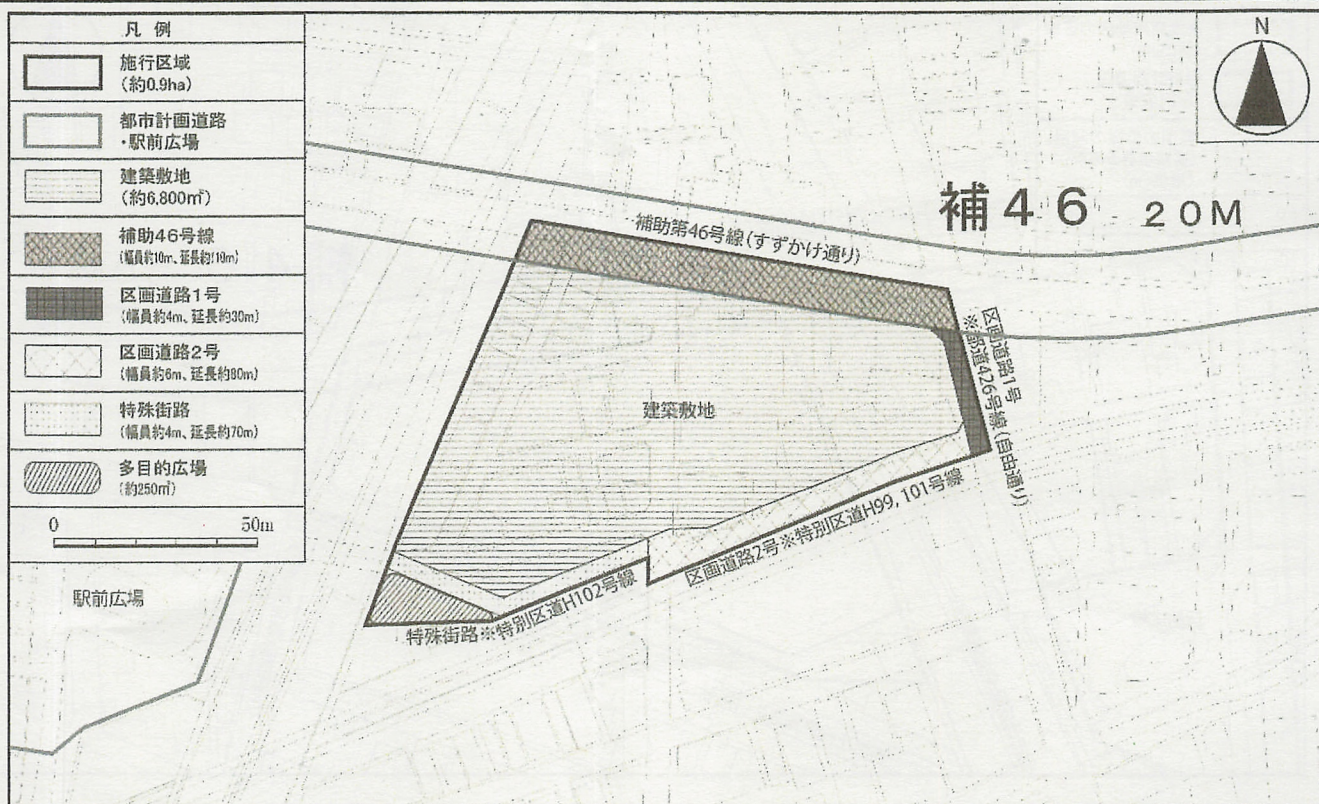 凡 例
施行区域
(約0.9ha)
都市計画道路
・駅前広場
建築敷地
(約6,800㎡)
補助46号線
(幅員約10m、延長約110m)
区画道路1号
(幅員約4m、延長約30m)
区画道路2号
(幅員約6m、延長約80m)
特殊街路
(幅員約4m、延長約70m)
多目的広場
(約250㎡)
0 50m
N
補46 20M
補助第46号線(すずかけ通り)
区画道路1号
※都道426号線(自由通り)
建築敷地
区画道路2号※特別区道H99, 101号線
特殊街路※特別区道H102号線
駅前広場